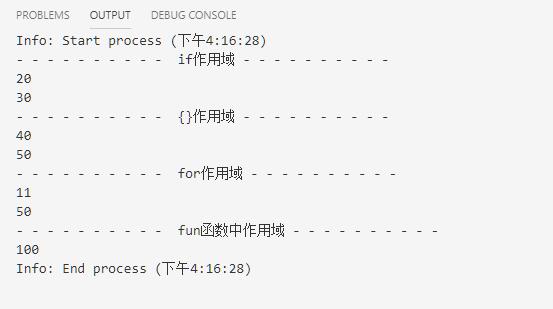 PROBLEMS OUTPUT DEBUG CONSOLE
Info: Start process (下午4:16:28)
- - - - - - - - - - if作用域 - - - - - - - - - -
20
30
- - - - - - - - - - {}作用域 - - - - - - - - - -
40
50
- - - - - - - - - - for作用域 - - - - - - - - - -
11
50
- - - - - - - - - - fun函数中作用域 - - - - - - - - - -
100
Info: End process (下午4:16:28)